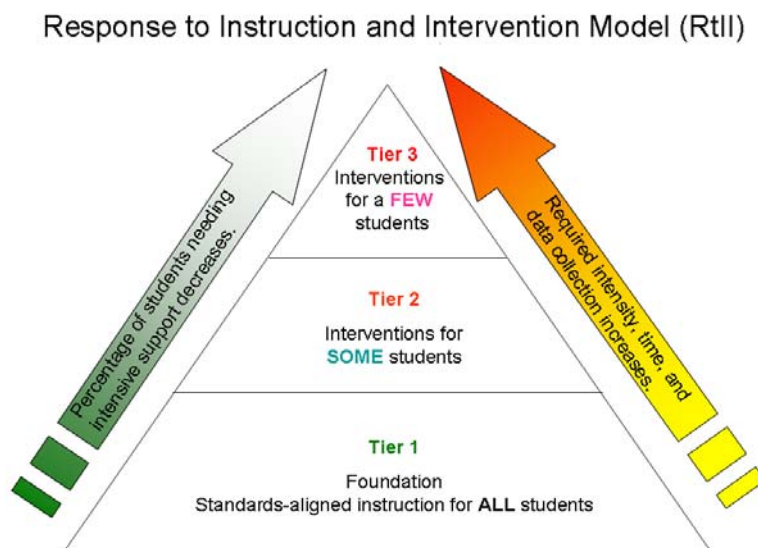 Response to Instruction and Intervention Model (RtII)
Percentage of students needing
intensive support decreases.
Tier 3
Interventions
for a FEW
students
Required intensity, time, and
data collection increases.
Tier 2
Interventions for
SOME students
Tier 1
Foundation
Standards-aligned instruction for ALL students